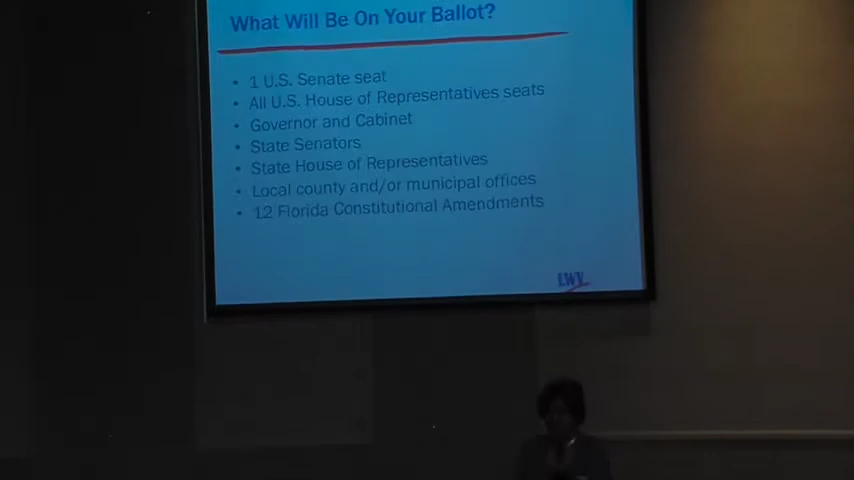 What Will Be On Your Ballot?
• 1 U.S. Senate seat
• All U.S. House of Representatives seats
• Governor and Cabinet
• State Senators
• State House of Representatives
• Local county and/or municipal offices
• 12 Florida Constitutional Amendments
LWV